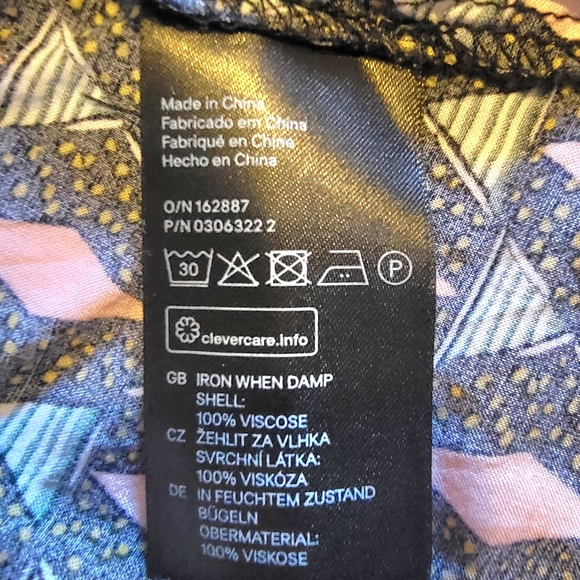 Made in China
Fabricado em China
Fabriqué en China
Hecho en China
O/N 162887
P/N 0306322 2
30
P
clevercare.info
GB IRON WHEN DAMP
SHELL:
100% VISCOSE
CZ ŽEHLIT ZA VLHKA
SVRCHNÍ LÁTKA:
100% VISKÓZA
DE IN FEUCHTEM ZUSTAND
BÜGELN
OBERMATERIAL:
100% VISKOSE